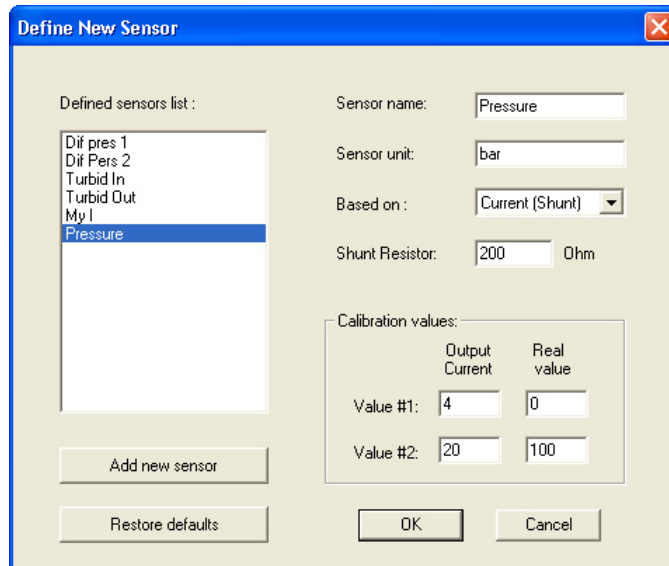 Define New Sensor
Defined sensors list :
Dif pres 1
Dif Pers 2
Turbid In
Turbid Out
My I
Pressure
Add new sensor
Restore defaults
Sensor name: Pressure
Sensor unit: bar
Based on : Current (Shunt)
Shunt Resistor: 200 Ohm
Calibration values:
Output Current Real value
Value #1: 4 0
Value #2: 20 100
OK Cancel